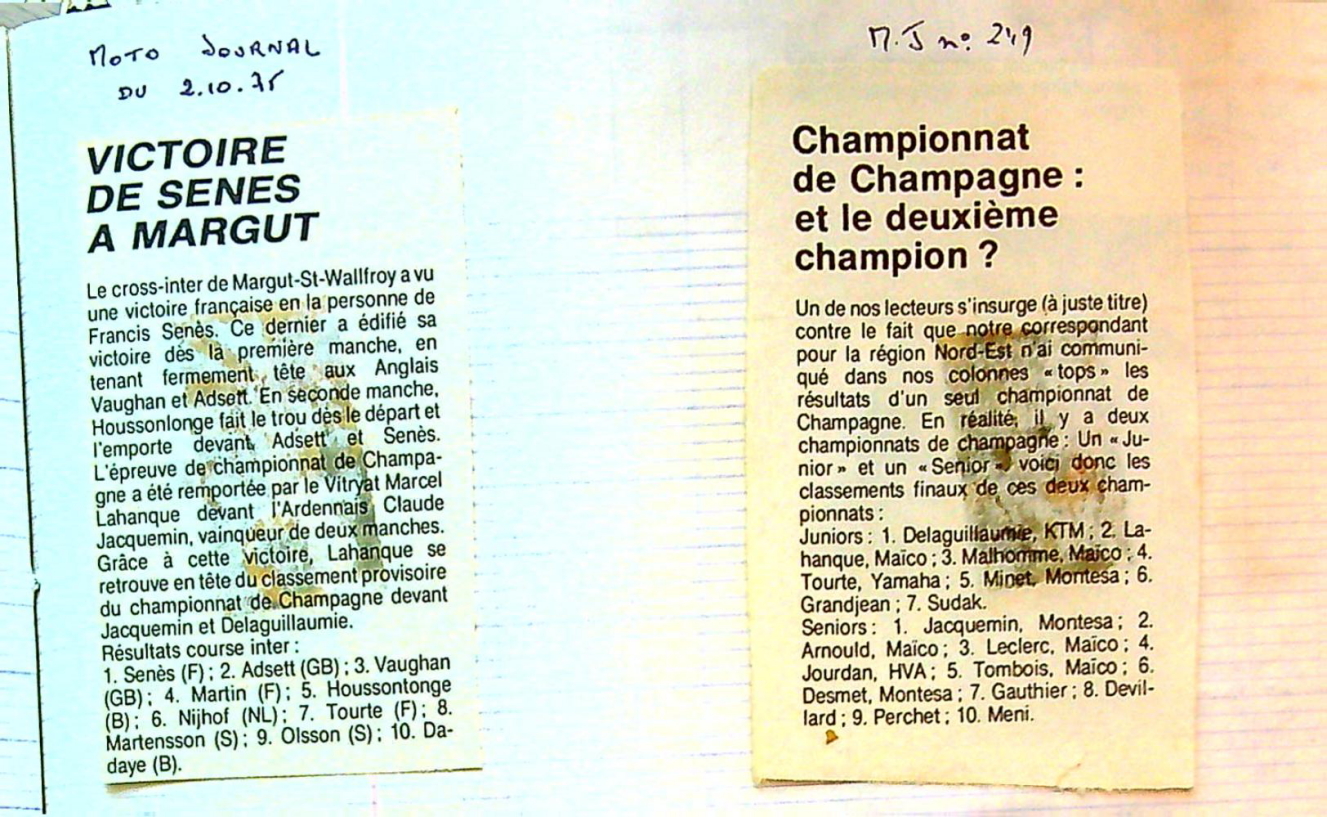 MOTO JOURNAL
DU 2.10.75
VICTOIRE
DE SENES
A MARGUT
Le cross-inter de Margut-St-Wallfroy a vu
une victoire française en la personne de
Francis Senès. Ce dernier a édifié sa
victoire dès la première manche, en
tenant fermement tête aux Anglais
Vaughan et Adsett. En seconde manche,
Houssonlonge fait le trou dès le départ et
l'emporte devant Adsett et Senès.
L'épreuve de championnat de Champa-
gne a été remportée par le Vitryat Marcel
Lahanque devant l'Ardennais Claude
Jacquemin, vainqueur de deux manches.
Grâce à cette victoire, Lahanque se
retrouve en tête du classement provisoire
du championnat de Champagne devant
Jacquemin et Delaguillaumie.
Résultats course inter :
1. Senès (F) ; 2. Adsett (GB) ; 3. Vaughan
(GB) ; 4. Martin (F) ; 5. Houssontonge
(B) ; 6. Nijhof (NL) ; 7. Tourte (F) ; 8.
Martensson (S) ; 9. Olsson (S) ; 10. Da-
daye (B).
M.J no. 249
Championnat
de Champagne :
et le deuxième
champion ?
Un de nos lecteurs s'insurge (à juste titre)
contre le fait que notre correspondant
pour la région Nord-Est n'ai communi-
qué dans nos colonnes « tops » les
résultats d'un seul championnat de
Champagne. En réalité, il y a deux
championnats de champagne : Un « Ju-
nior » et un « Senior » voici donc les
classements finaux de ces deux cham-
pionnats :
Juniors : 1. Delaguillaumie, KTM ; 2. La-
hanque, Maïco ; 3. Malhomme, Maïco ; 4.
Tourte, Yamaha ; 5. Minet, Montesa ; 6.
Grandjean ; 7. Sudak.
Seniors : 1. Jacquemin, Montesa ; 2.
Arnould, Maïco ; 3. Leclerc, Maïco ; 4.
Jourdan, HVA ; 5. Tombois, Maïco ; 6.
Desmet, Montesa ; 7. Gauthier ; 8. Devil-
lard ; 9. Perchet ; 10. Meni.